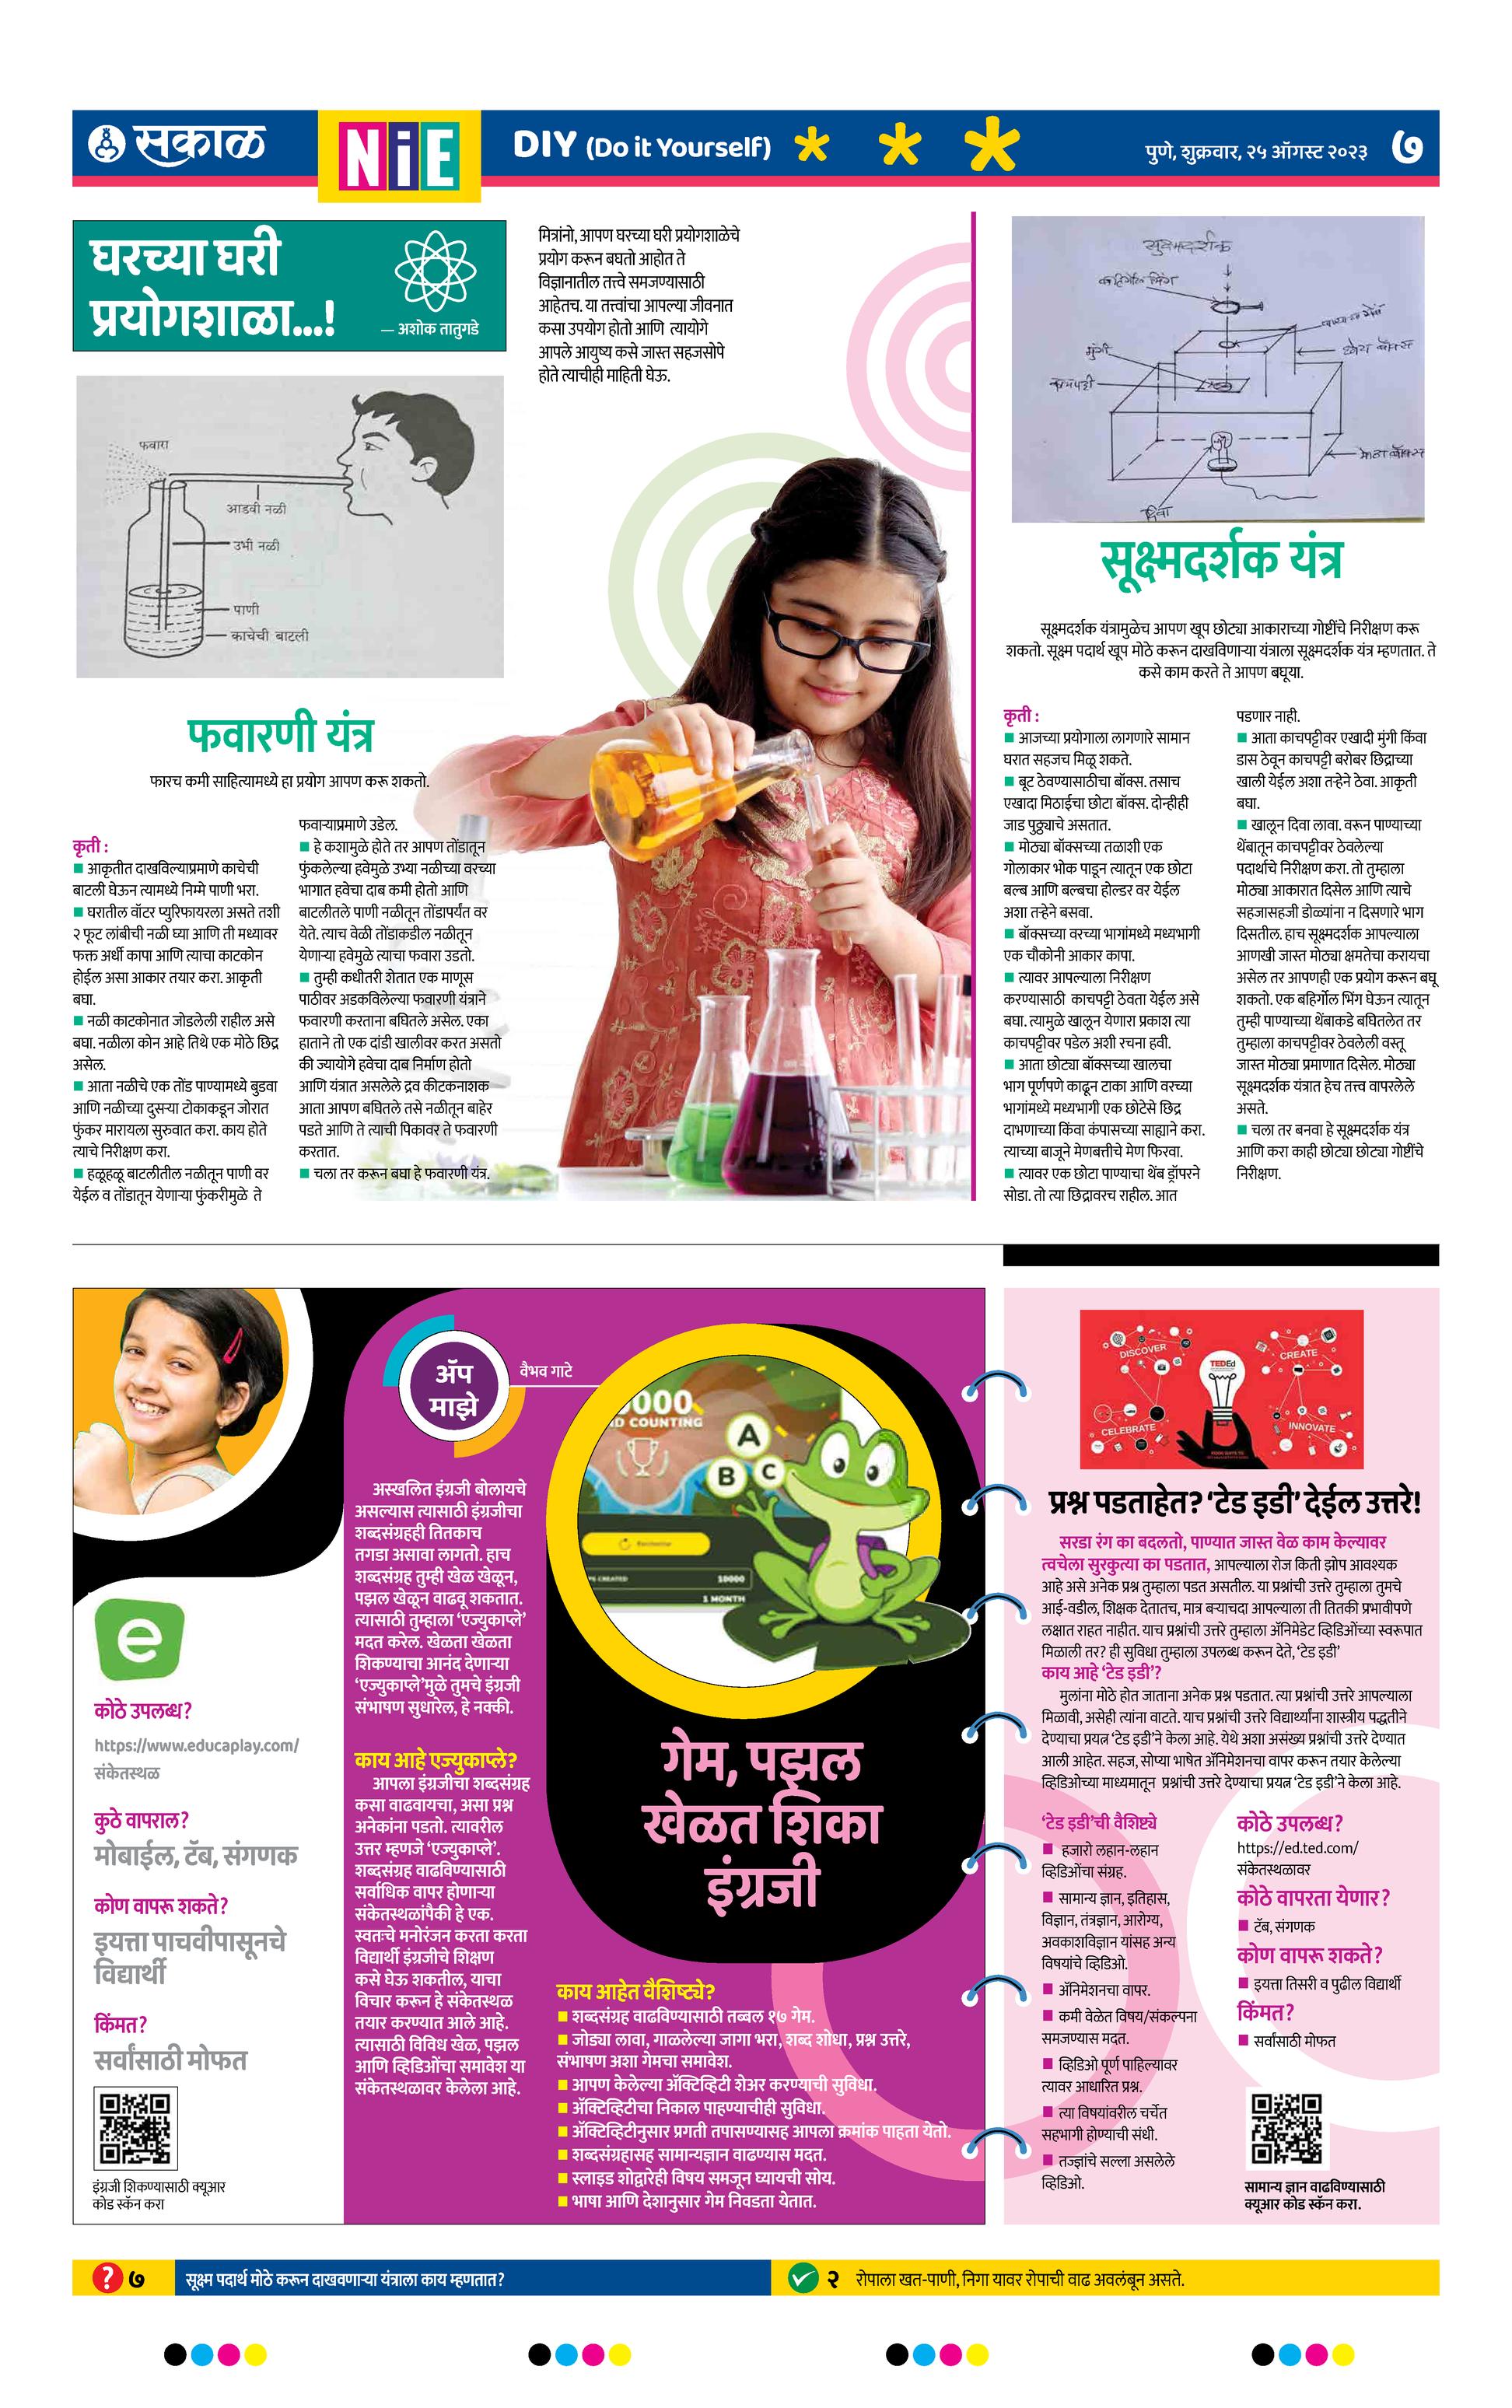 सकाळ
NiE
DIY (Do it Yourself)
पुणे, शुक्रवार, २५ ऑगस्ट २०२३ ७
घरच्या घरी
प्रयोगशाळा...!
— अशोक तातुगडे
मित्रांनो, आपण घरच्या घरी प्रयोगशाळेचे
प्रयोग करून बघतो आहोत ते
विज्ञानातील तत्त्वे समजण्यासाठी
आहेतच. या तत्त्वांचा आपल्या जीवनात
कसा उपयोग होतो आणि त्यायोगे
आपले आयुष्य कसे जास्त सहजसोपे
होते त्याचीही माहिती घेऊ.
फवारा
आडवी नळी
उभी नळी
पाणी
काचेची बाटली
फवारणी यंत्र
फारच कमी साहित्यामध्ये हा प्रयोग आपण करू शकतो.
कृती :
■ आकृतीत दाखविल्याप्रमाणे काचेची
बाटली घेऊन त्यामध्ये निम्मे पाणी भरा.
■ घरातील वॉटर प्युरिफायरला असते तशी
२ फूट लांबीची नळी घ्या आणि ती मध्यावर
फक्त अर्धी कापा आणि त्याचा काटकोन
होईल असा आकार तयार करा. आकृती
बघा.
■ नळी काटकोनात जोडलेली राहील असे
बघा. नळीला कोन आहे तिथे एक मोठे छिद्र
असेल.
■ आता नळीचे एक तोंड पाण्यामध्ये बुडवा
आणि नळीच्या दुसऱ्या टोकाकडून जोरात
फुंकर मारायला सुरुवात करा. काय होते
त्याचे निरीक्षण करा.
■ हळूहळू बाटलीतील नळीतून पाणी वर
येईल व तोंडातून येणाऱ्या फुंकरीमुळे ते
फवाऱ्याप्रमाणे उडेल.
■ हे कशामुळे होते तर आपण तोंडातून
फुंकलेल्या हवेमुळे उभ्या नळीच्या वरच्या
भागात हवेचा दाब कमी होतो आणि
बाटलीतले पाणी नळीतून तोंडापर्यंत वर
येते. त्याच वेळी तोंडाकडील नळीतून
येणाऱ्या हवेमुळे त्याचा फवारा उडतो.
■ तुम्ही कधीतरी शेतात एक माणूस
पाठीवर अडकविलेल्या फवारणी यंत्राने
फवारणी करताना बघितले असेल. एका
हाताने तो एक दांडी खालीवर करत असतो
की ज्यायोगे हवेचा दाब निर्माण होतो
आणि यंत्रात असलेले द्रव कीटकनाशक
आता आपण बघितले तसे नळीतून बाहेर
पडते आणि ते त्याची पिकावर ते फवारणी
करतात.
■ चला तर करून बघा हे फवारणी यंत्र.
सूक्ष्मदर्शक
बहिर्गोल भिंग
मुंगी
काचपट्टी
दिवा
सूक्ष्मदर्शक यंत्र
सूक्ष्मदर्शक यंत्रामुळेच आपण खूप छोट्या आकाराच्या गोष्टींचे निरीक्षण करू
शकतो. सूक्ष्म पदार्थ खूप मोठे करून दाखविणाऱ्या यंत्राला सूक्ष्मदर्शक यंत्र म्हणतात. ते
कसे काम करते ते आपण बघूया.
कृती :
■ आजच्या प्रयोगाला लागणारे सामान
घरात सहजच मिळू शकते.
■ बूट ठेवण्यासाठीचा बॉक्स. तसाच
एखादा मिठाईचा छोटा बॉक्स. दोन्हीही
जाड पुठ्ठ्याचे असतात.
■ मोठ्या बॉक्सच्या तळाशी एक
गोलाकार भोक पाडून त्यातून एक छोटा
बल्ब आणि बल्बचा होल्डर वर येईल
अशा तऱ्हेने बसवा.
■ बॉक्सच्या वरच्या भागांमध्ये मध्यभागी
एक चौकोनी आकार कापा.
■ त्यावर आपल्याला निरीक्षण
करण्यासाठी काचपट्टी ठेवता येईल असे
बघा. त्यामुळे खालून येणारा प्रकाश त्या
काचपट्टीवर पडेल अशी रचना हवी.
■ आता छोट्या बॉक्सच्या खालचा
भाग पूर्णपणे काढून टाका आणि वरच्या
भागांमध्ये मध्यभागी एक छोटेसे छिद्र
दाभणाच्या किंवा कंपासच्या साह्याने करा.
त्याच्या बाजूने मेणबत्तीचे मेण फिरवा.
■ त्यावर एक छोटा पाण्याचा थेंब ड्रॉपरने
सोडा. तो त्या छिद्रावरच राहील. आत
पडणार नाही.
■ आता काचपट्टीवर एखादी मुंगी किंवा
डास ठेवून काचपट्टी बरोबर छिद्राच्या
खाली येईल अशा तऱ्हेने ठेवा. आकृती
बघा.
■ खालून दिवा लावा. वरून पाण्याच्या
थेंबातून काचपट्टीवर ठेवलेल्या
पदार्थाचे निरीक्षण करा. तो तुम्हाला
मोठ्या आकारात दिसेल आणि त्याचे
सहजासहजी डोळ्यांना न दिसणारे भाग
दिसतील. हाच सूक्ष्मदर्शक आपल्याला
आणखी जास्त मोठ्या क्षमतेचा करायचा
असेल तर आपणही एक प्रयोग करून बघू
शकतो. एक बहिर्गोल भिंग घेऊन त्यातून
तुम्ही पाण्याच्या थेंबाकडे बघितलेत तर
तुम्हाला काचपट्टीवर ठेवलेली वस्तू
जास्त मोठ्या प्रमाणात दिसेल. मोठ्या
सूक्ष्मदर्शक यंत्रात हेच तत्त्व वापरलेले
असते.
■ चला तर बनवा हे सूक्ष्मदर्शक यंत्र
आणि करा काही छोट्या छोट्या गोष्टींचे
निरीक्षण.
e
कोठे उपलब्ध?
https://www.educaplay.com/
संकेतस्थळ
कुठे वापराल?
मोबाईल, टॅब, संगणक
कोण वापरू शकते?
इयत्ता पाचवीपासूनचे
विद्यार्थी
किंमत?
सर्वांसाठी मोफत
इंग्रजी शिकण्यासाठी क्यूआर
कोड स्कॅन करा
ॲप
माझे
वैभव गाटे
अस्खलित इंग्रजी बोलायचे
असल्यास त्यासाठी इंग्रजीचा
शब्दसंग्रहही तितकाच
तगडा असावा लागतो. हाच
शब्दसंग्रह तुम्ही खेळ खेळून,
पझल खेळून वाढवू शकतात.
त्यासाठी तुम्हाला ‘एज्युकाप्ले’
मदत करेल. खेळता खेळता
शिकण्याचा आनंद देणाऱ्या
‘एज्युकाप्ले’मुळे तुमचे इंग्रजी
संभाषण सुधारेल, हे नक्की.
काय आहे एज्युकाप्ले?
आपला इंग्रजीचा शब्दसंग्रह
कसा वाढवायचा, असा प्रश्न
अनेकांना पडतो. त्यावरील
उत्तर म्हणजे ‘एज्युकाप्ले’.
शब्दसंग्रह वाढविण्यासाठी
सर्वाधिक वापर होणाऱ्या
संकेतस्थळांपैकी हे एक.
स्वतःचे मनोरंजन करता करता
विद्यार्थी इंग्रजीचे शिक्षण
कसे घेऊ शकतील, याचा
विचार करून हे संकेतस्थळ
तयार करण्यात आले आहे.
त्यासाठी विविध खेळ, पझल
आणि व्हिडिओंचा समावेश या
संकेतस्थळावर केलेला आहे.
000
D COUNTING
A
B C
10000
1 MONTH
गेम, पझल
खेळत शिका
इंग्रजी
काय आहेत वैशिष्ट्ये?
■ शब्दसंग्रह वाढविण्यासाठी तब्बल १७ गेम.
■ जोड्या लावा, गाळलेल्या जागा भरा, शब्द शोधा, प्रश्न उत्तरे,
संभाषण अशा गेमचा समावेश.
■ आपण केलेल्या ॲक्टिव्हिटी शेअर करण्याची सुविधा.
■ ॲक्टिव्हिटीचा निकाल पाहण्याचीही सुविधा.
■ ॲक्टिव्हिटीनुसार प्रगती तपासण्यासह आपला क्रमांक पाहता येतो.
■ शब्दसंग्रहासह सामान्यज्ञान वाढण्यास मदत.
■ स्लाइड शोद्वारेही विषय समजून घ्यायची सोय.
■ भाषा आणि देशानुसार गेम निवडता येतात.
DISCOVER
TEDEd
CREATE
CELEBRATE
INNOVATE
प्रश्न पडताहेत? ‘टेड इडी’ देईल उत्तरे!
सरडा रंग का बदलतो, पाण्यात जास्त वेळ काम केल्यावर
त्वचेला सुरकुत्या का पडतात, आपल्याला रोज किती झोप आवश्यक
आहे असे अनेक प्रश्न तुम्हाला पडत असतील. या प्रश्नांची उत्तरे तुम्हाला तुमचे
आई-वडील, शिक्षक देतातच, मात्र बऱ्याचदा आपल्याला ती तितकी प्रभावीपणे
लक्षात राहत नाहीत. याच प्रश्नांची उत्तरे तुम्हाला ॲनिमेडेट व्हिडिओंच्या स्वरूपात
मिळाली तर? ही सुविधा तुम्हाला उपलब्ध करून देते, ‘टेड इडी’
काय आहे ‘टेड इडी’?
मुलांना मोठे होत जाताना अनेक प्रश्न पडतात. त्या प्रश्नांची उत्तरे आपल्याला
मिळावी, असेही त्यांना वाटते. याच प्रश्नांची उत्तरे विद्यार्थ्यांना शास्त्रीय पद्धतीने
देण्याचा प्रयत्न ‘टेड इडी’ने केला आहे. येथे अशा असंख्य प्रश्नांची उत्तरे देण्यात
आली आहेत. सहज, सोप्या भाषेत ॲनिमेशनचा वापर करून तयार केलेल्या
व्हिडिओच्या माध्यमातून प्रश्नांची उत्तरे देण्याचा प्रयत्न ‘टेड इडी’ने केला आहे.
‘टेड इडी’ची वैशिष्ट्ये
■ हजारो लहान-लहान
व्हिडिओंचा संग्रह.
■ सामान्य ज्ञान, इतिहास,
विज्ञान, तंत्रज्ञान, आरोग्य,
अवकाशविज्ञान यांसह अन्य
विषयांचे व्हिडिओ.
■ ॲनिमेशनचा वापर.
■ कमी वेळेत विषय/संकल्पना
समजण्यास मदत.
■ व्हिडिओ पूर्ण पाहिल्यावर
त्यावर आधारित प्रश्न.
■ त्या विषयांवरील चर्चेत
सहभागी होण्याची संधी.
■ तज्ज्ञांचे सल्ला असलेले
व्हिडिओ.
कोठे उपलब्ध?
https://ed.ted.com/
संकेतस्थळावर
कोठे वापरता येणार?
■ टॅब, संगणक
कोण वापरू शकते?
■ इयत्ता तिसरी व पुढील विद्यार्थी
किंमत?
■ सर्वांसाठी मोफत
सामान्य ज्ञान वाढविण्यासाठी
क्यूआर कोड स्कॅन करा.
? ७ सूक्ष्म पदार्थ मोठे करून दाखवणाऱ्या यंत्राला काय म्हणतात?
२ रोपाला खत-पाणी, निगा यावर रोपाची वाढ अवलंबून असते.